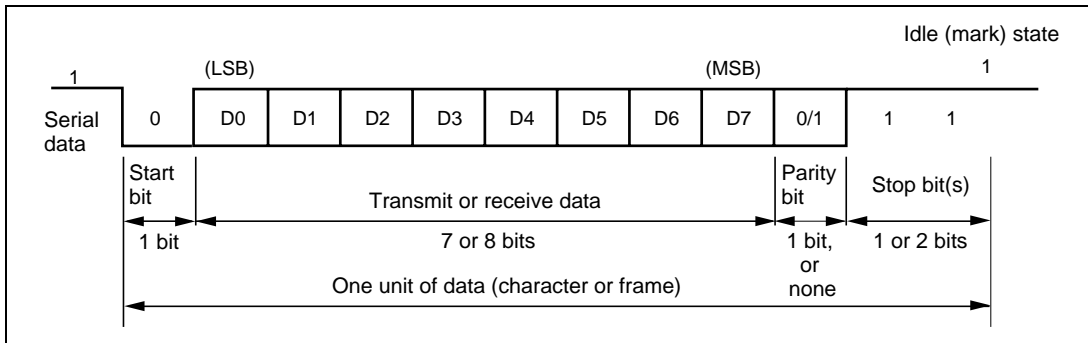 Idle (mark) state
1 (LSB) (MSB) 1
Serial data
0 D0 D1 D2 D3 D4 D5 D6 D7 0/1 1 1
Start bit
Transmit or receive data
Parity bit
Stop bit(s)
1 bit
7 or 8 bits
1 bit, or none
1 or 2 bits
One unit of data (character or frame)